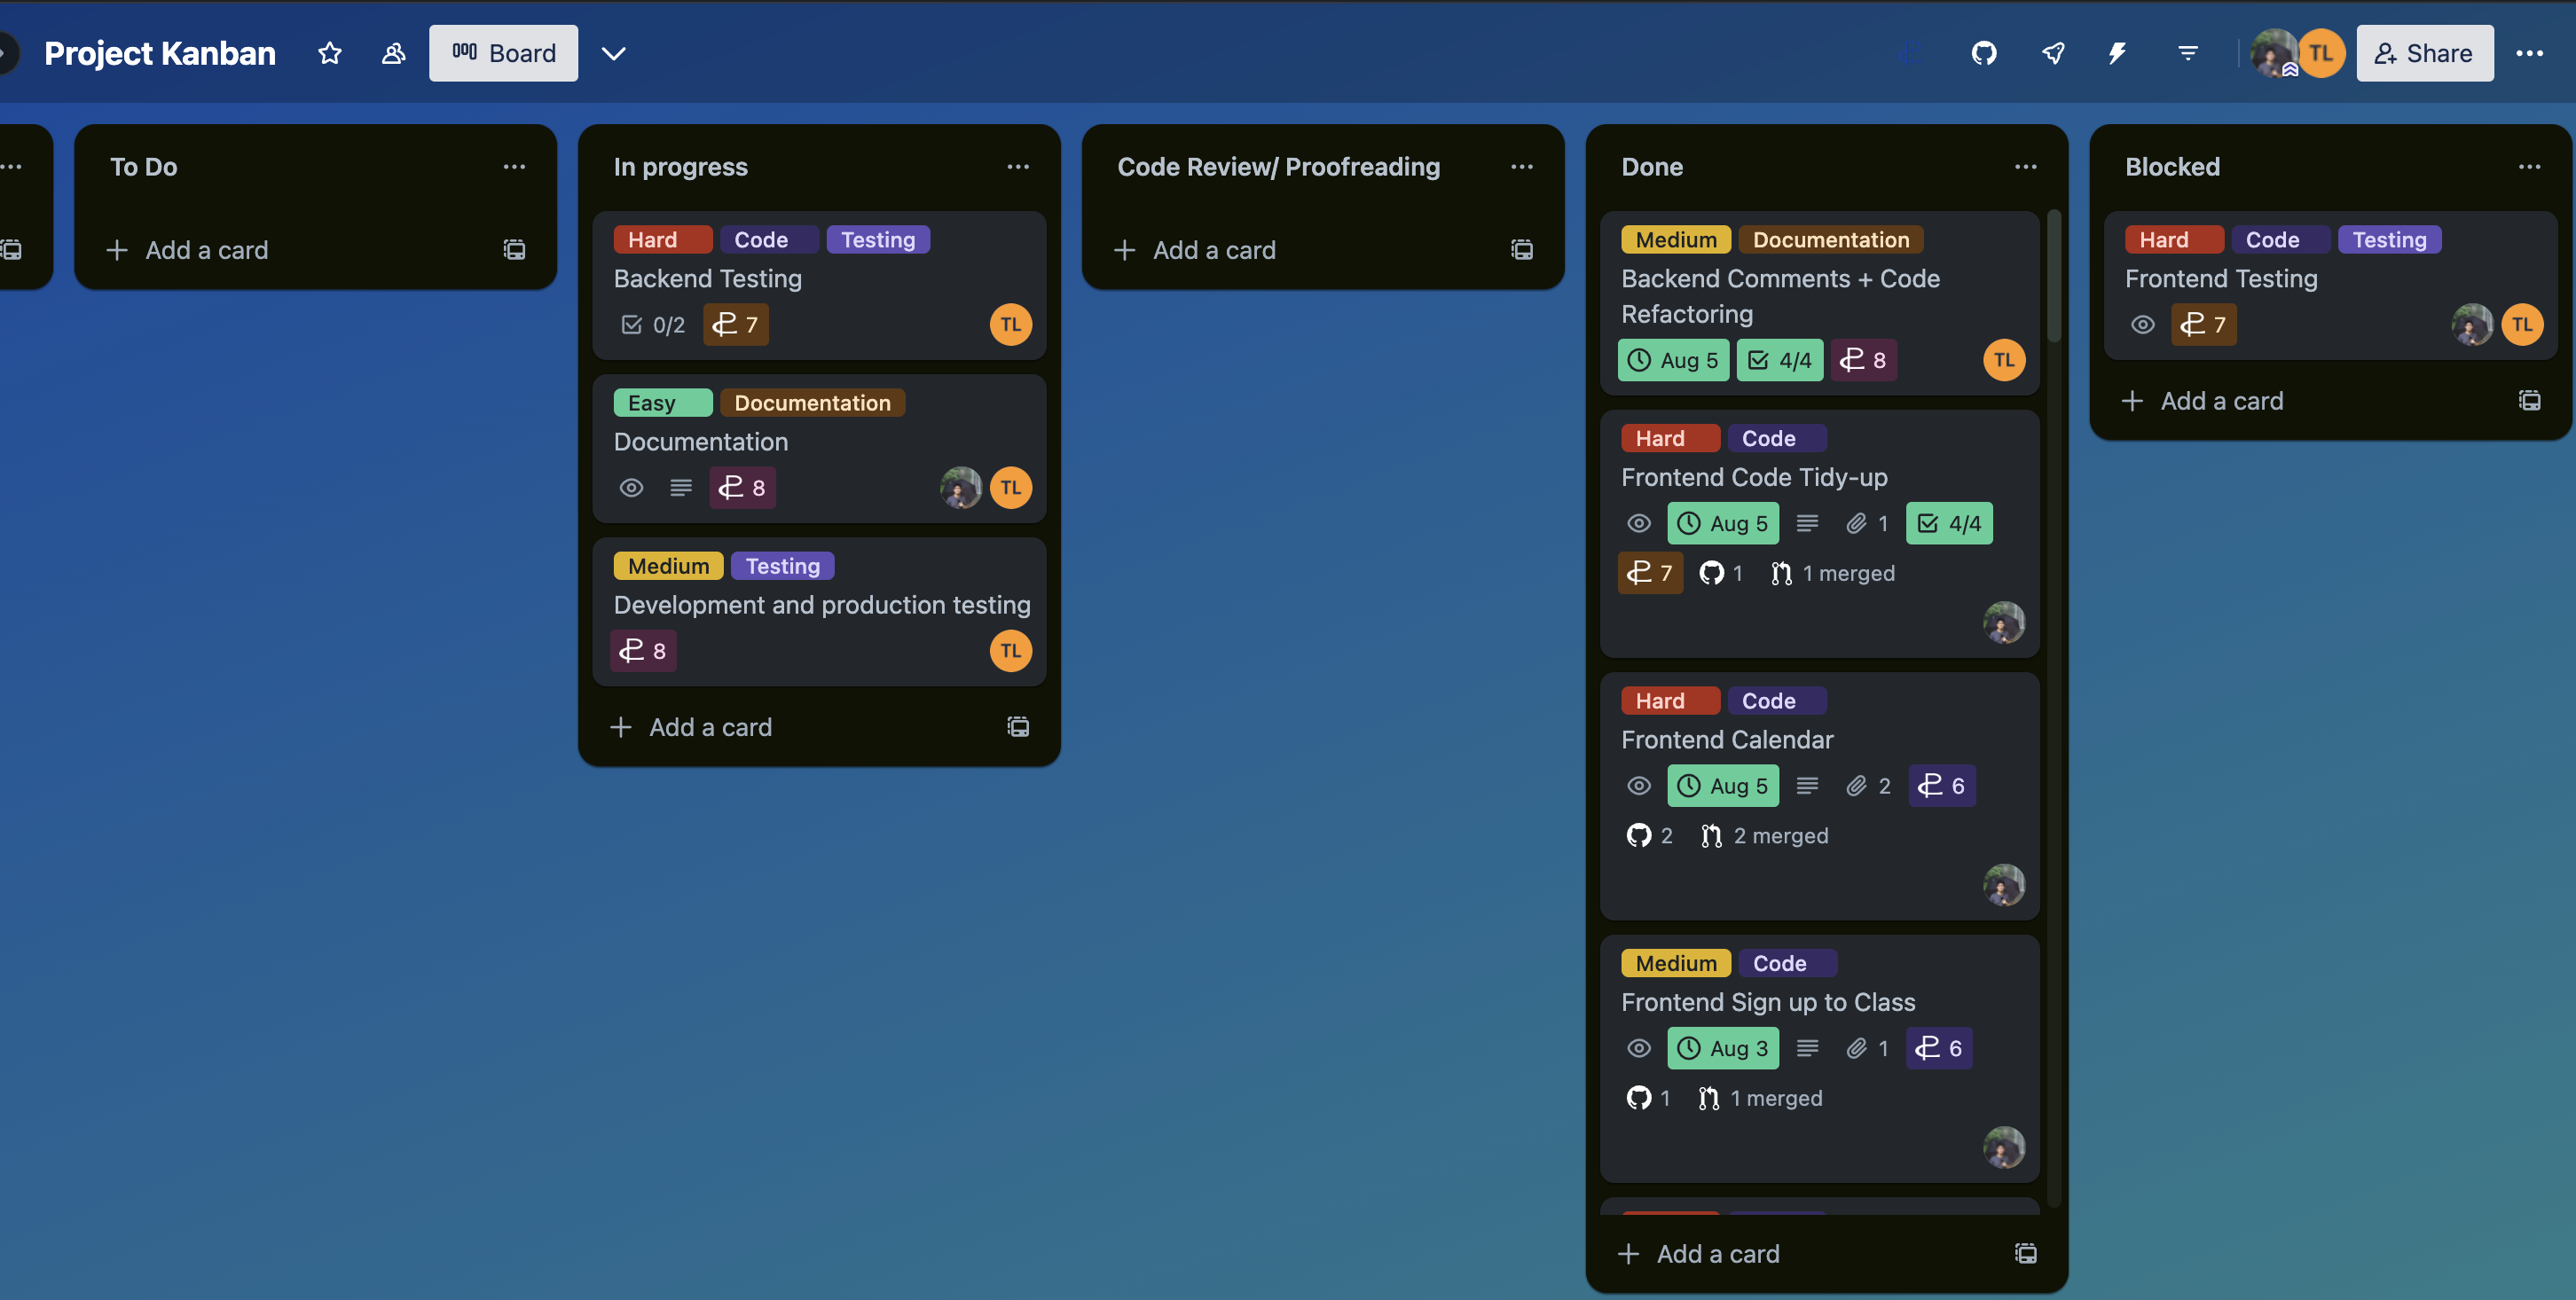 Project Kanban
Board
TL
Share
To Do
Add a card
In progress
Hard Code Testing
Backend Testing
0/2 7 TL
Easy Documentation
Documentation
8 TL
Medium Testing
Development and production testing
8 TL
Add a card
Code Review/ Proofreading
Add a card
Done
Medium Documentation
Backend Comments + Code
Refactoring
Aug 5 4/4 8 TL
Hard Code
Frontend Code Tidy-up
Aug 5 1 4/4
7 1 1 merged
Hard Code
Frontend Calendar
Aug 5 2 6
2 2 merged
Medium Code
Frontend Sign up to Class
Aug 3 1 6
1 1 merged
Add a card
Blocked
Hard Code Testing
Frontend Testing
7 TL
Add a card